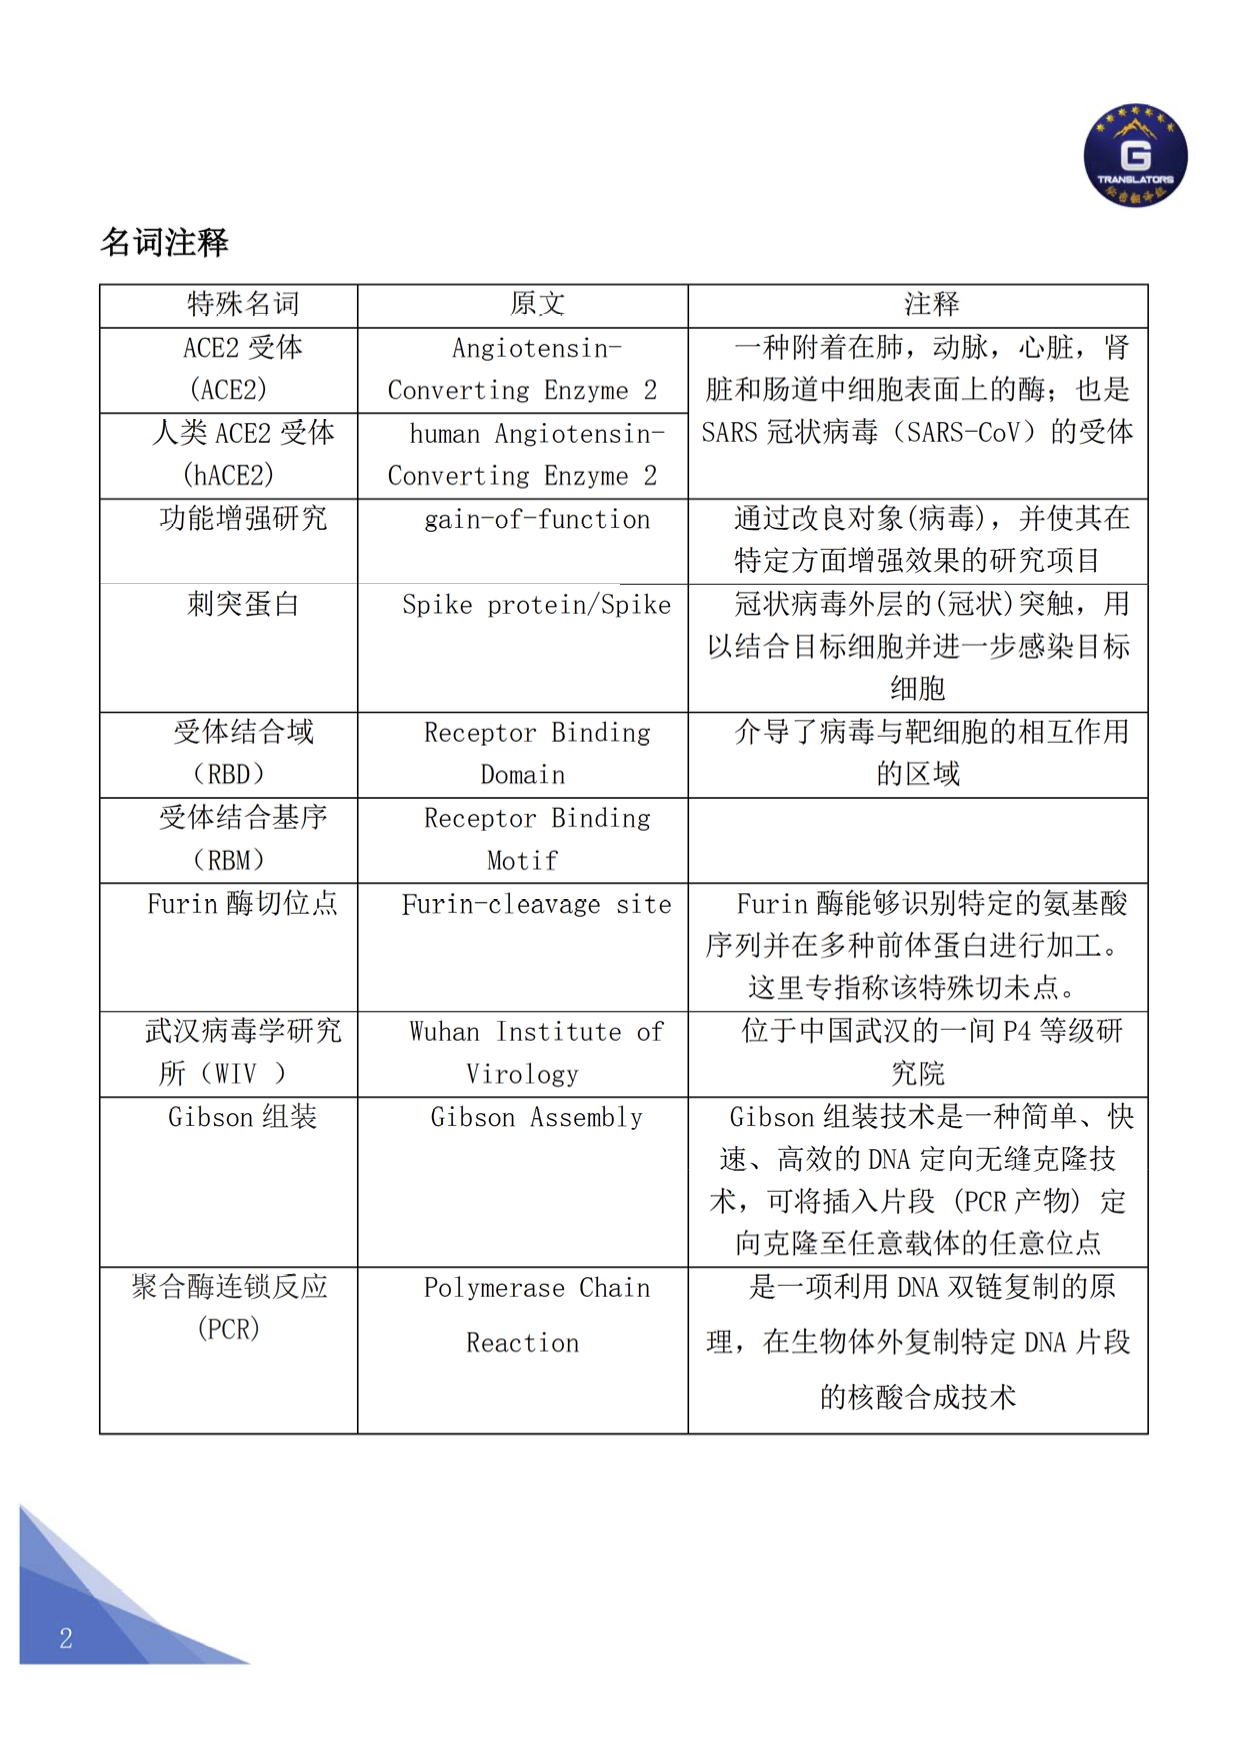 G
TRANSLATORS
名词注释
特殊名词 原文 注释
ACE2 受体
(ACE2)
Angiotensin-
Converting Enzyme 2
一种附着在肺，动脉，心脏，肾
脏和肠道中细胞表面上的酶；也是
SARS 冠状病毒（SARS-CoV）的受体
人类 ACE2 受体
(hACE2)
human Angiotensin-
Converting Enzyme 2
功能增强研究
gain-of-function
通过改良对象(病毒)，并使其在
特定方面增强效果的研究项目
刺突蛋白
Spike protein/Spike
冠状病毒外层的(冠状)突触，用
以结合目标细胞并进一步感染目标
细胞
受体结合域
（RBD）
Receptor Binding
Domain
介导了病毒与靶细胞的相互作用
的区域
受体结合基序
（RBM）
Receptor Binding
Motif
Furin 酶切位点
Furin-cleavage site
Furin 酶能够识别特定的氨基酸
序列并在多种前体蛋白进行加工。
这里专指称该特殊切未点。
武汉病毒学研究
所（WIV ）
Wuhan Institute of
Virology
位于中国武汉的一间 P4 等级研
究院
Gibson 组装
Gibson Assembly
Gibson 组装技术是一种简单、快
速、高效的 DNA 定向无缝克隆技
术，可将插入片段（PCR 产物）定
向克隆至任意载体的任意位点
聚合酶连锁反应
(PCR)
Polymerase Chain
Reaction
是一项利用 DNA 双链复制的原
理，在生物体外复制特定 DNA 片段
的核酸合成技术
2